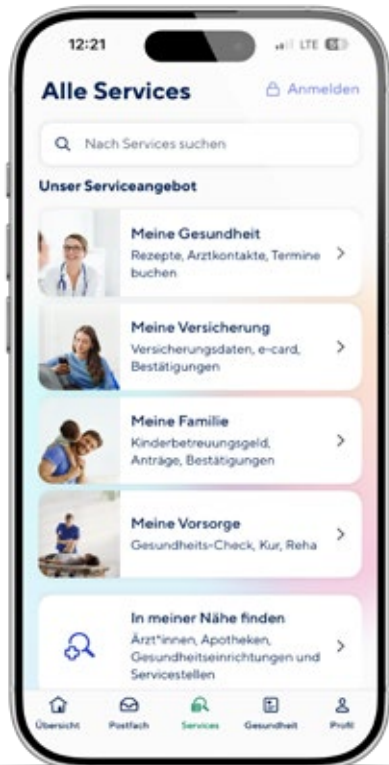 12:21
LTE
Alle Services
Anmelden
Nach Services suchen
Unser Serviceangebot
Meine Gesundheit
Rezepte, Arztkontakte, Termine
buchen
Meine Versicherung
Versicherungsdaten, e-card,
Bestätigungen
Meine Familie
Kinderbetreuungsgeld,
Anträge, Bestätigungen
Meine Vorsorge
Gesundheits-Check, Kur, Reha
In meiner Nähe finden
Ärzt*innen, Apotheken,
Gesundheitseinrichtungen und
Servicestellen
Übersicht
Postfach
Services
Gesundheit
Profil